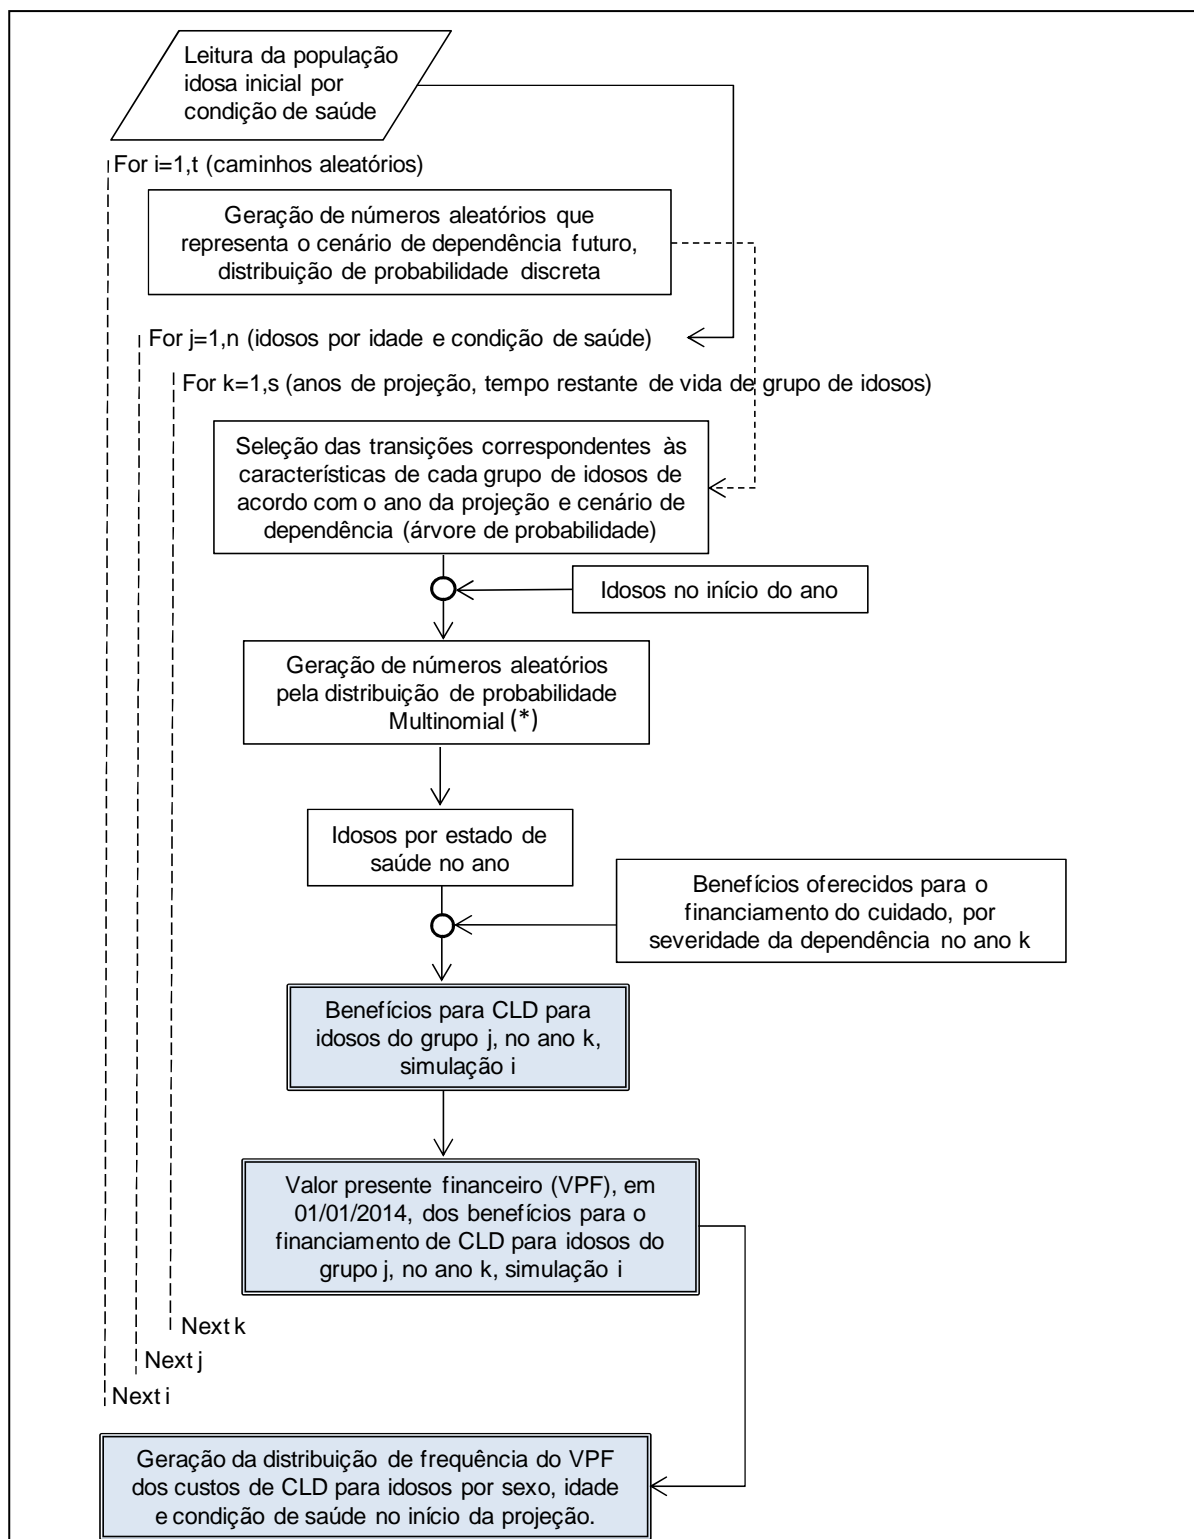 Leitura da população
idosa inicial por
condição de saúde
For i=1,t (caminhos aleatórios)
Geração de números aleatórios que
representa o cenário de dependência futuro,
distribuição de probabilidade discreta
For j=1,n (idosos por idade e condição de saúde)
For k=1,s (anos de projeção, tempo restante de vida de grupo de idosos)
Seleção das transições correspondentes às
características de cada grupo de idosos de
acordo com o ano da projeção e cenário de
dependência (árvore de probabilidade)
Idosos no início do ano
Geração de números aleatórios
pela distribuição de probabilidade
Multinomial (*)
Idosos por estado de
saúde no ano
Benefícios oferecidos para o
financiamento do cuidado, por
severidade da dependência no ano k
Benefícios para CLD para
idosos do grupo j, no ano k,
simulação i
Valor presente financeiro (VPF), em
01/01/2014, dos benefícios para o
financiamento de CLD para idosos do
grupo j, no ano k, simulação i
Next k
Next j
Next i
Geração da distribuição de frequência do VPF
dos custos de CLD para idosos por sexo, idade
e condição de saúde no início da projeção.